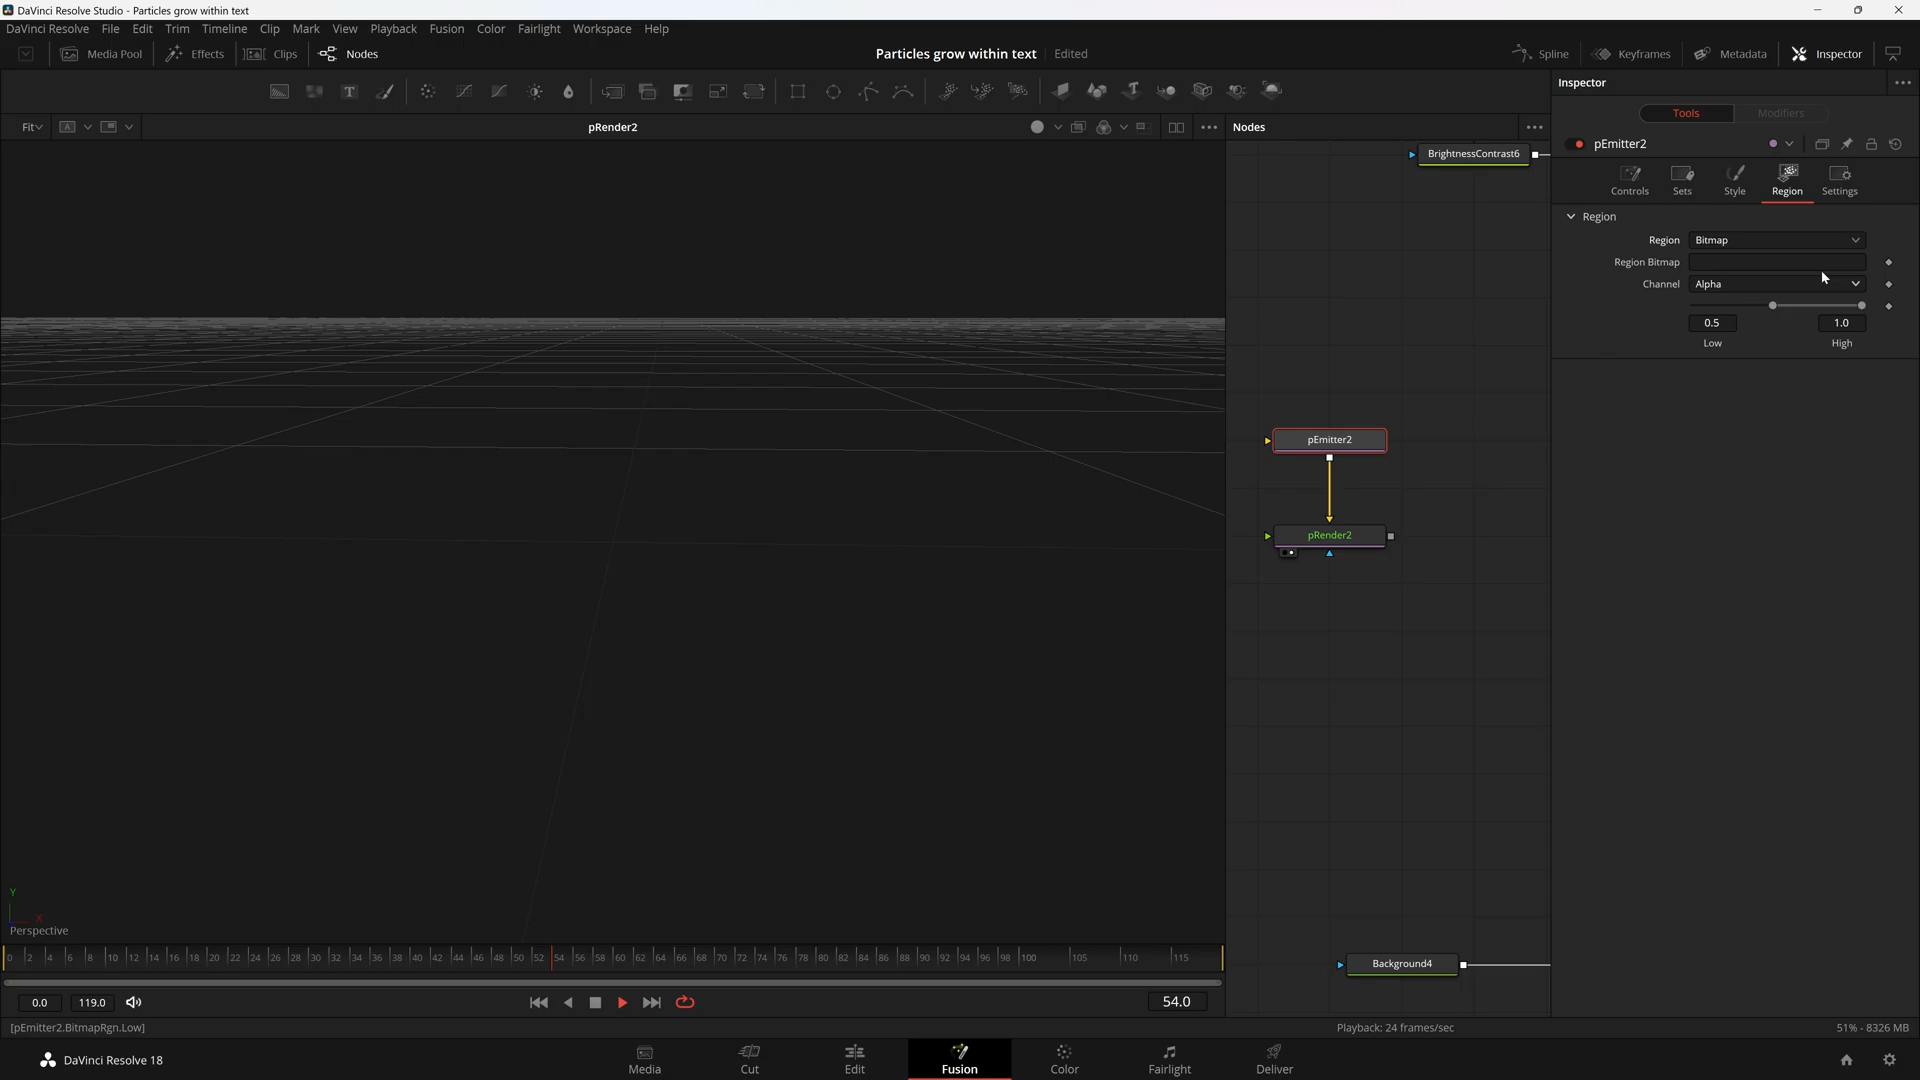 DaVinci Resolve Studio - Particles grow within text
DaVinci Resolve File Edit Trim Timeline Clip Mark View Playback Fusion Color Fairlight Workspace Help
Media Pool Effects Clips Nodes Particles grow within text Edited Spline Keyframes Metadata Inspector
Inspector
Tools Modifiers
Fit A pRender2 Nodes
pEmitter2
BrightnessContrast6
Controls Sets Style Region Settings
Region
Region Bitmap
Region Bitmap
Channel Alpha
0.5 1.0
Low High
pEmitter2
pRender2
Y
X
Perspective
0 2 4 6 8 10 12 14 16 18 20 22 24 26 28 30 32 34 36 38 40 42 44 46 48 50 52 54 56 58 60 62 64 66 68 70 72 74 76 78 80 82 84 86 88 90 92 94 96 98 100 105 110 115
Background4
0.0 119.0 54.0
[pEmitter2.BitmapRgn.Low] Playback: 24 frames/sec 51% - 8326 MB
DaVinci Resolve 18 Media Cut Edit Fusion Color Fairlight Deliver